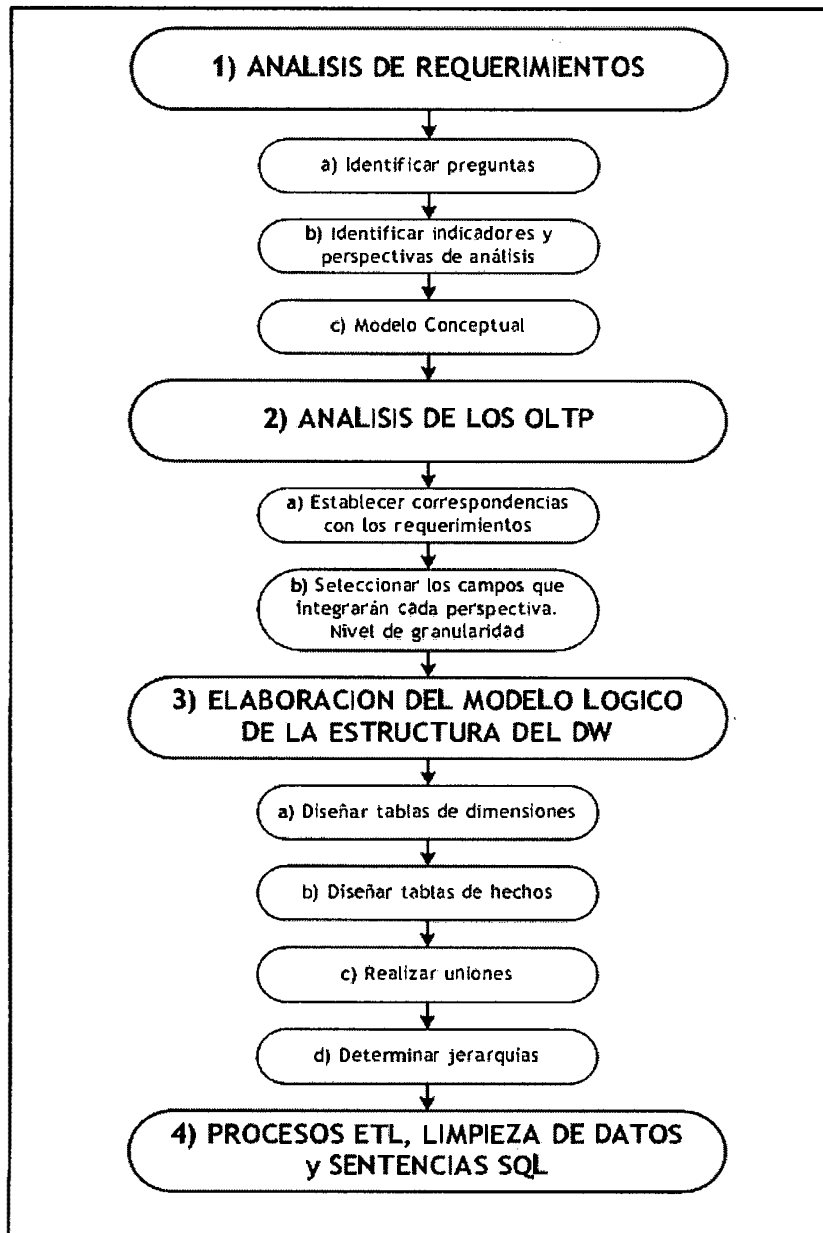 1) ANALISIS DE REQUERIMIENTOS
a) Identificar preguntas
b) Identificar indicadores y
perspectivas de análisis
c) Modelo Conceptual
2) ANALISIS DE LOS OLTP
a) Establecer correspondencias
con los requerimientos
b) Seleccionar los campos que
integrarán cada perspectiva.
Nivel de granularidad
3) ELABORACION DEL MODELO LOGICO
DE LA ESTRUCTURA DEL DW
a) Diseñar tablas de dimensiones
b) Diseñar tablas de hechos
c) Realizar uniones
d) Determinar jerarquías
4) PROCESOS ETL, LIMPIEZA DE DATOS
y SENTENCIAS SQL